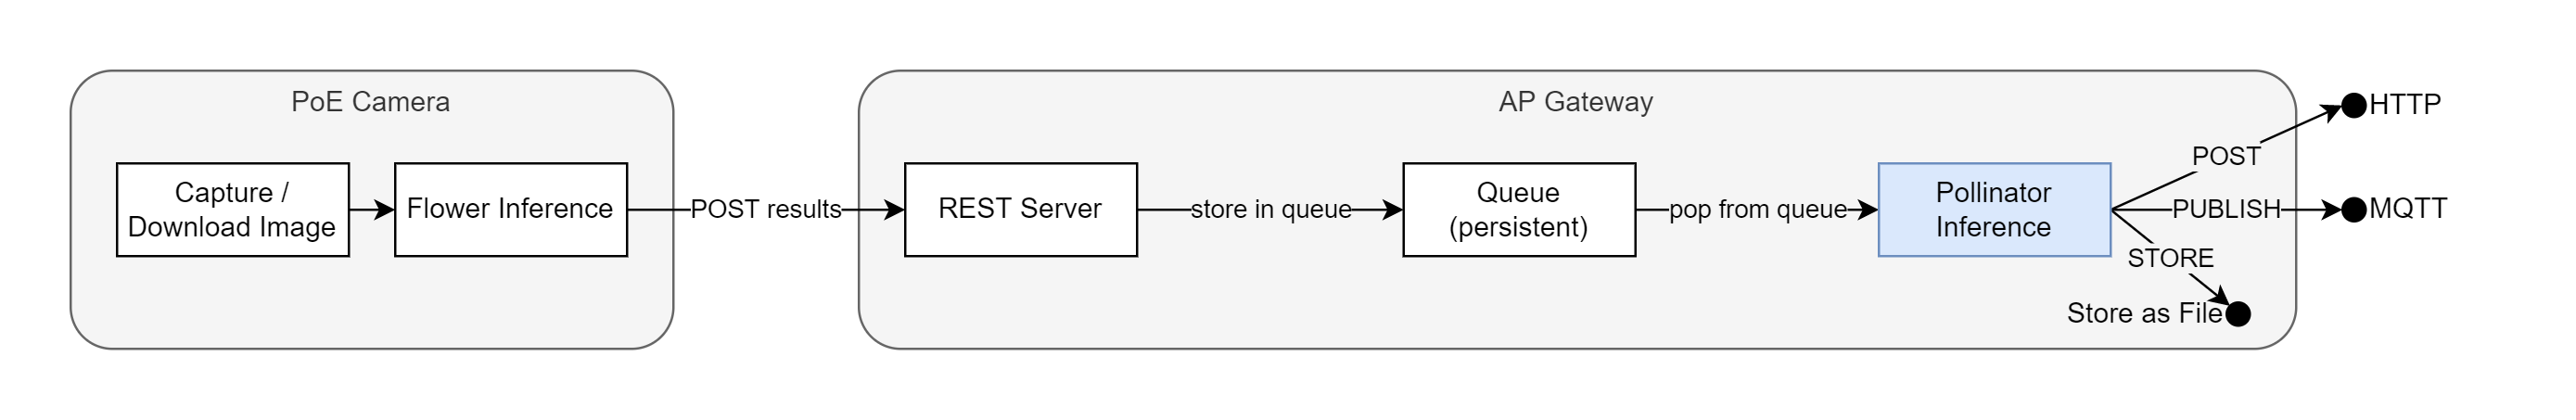 PoE Camera
Capture /
Download Image
Flower Inference
POST results
AP Gateway
REST Server
store in queue
Queue
(persistent)
pop from queue
Pollinator
Inference
POST
HTTP
PUBLISH
MQTT
STORE
Store as File